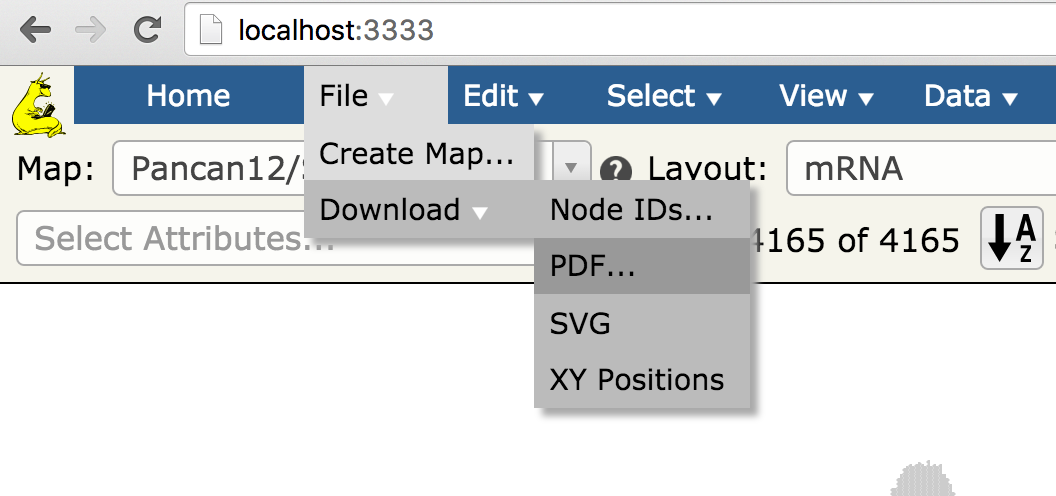 localhost:3333
Home File Edit Select View Data
Create Map...
Map: Pancan12/ Layout: mRNA
Download Node IDs...
Select Attributes... 4165 of 4165 A Z
PDF...
SVG
XY Positions